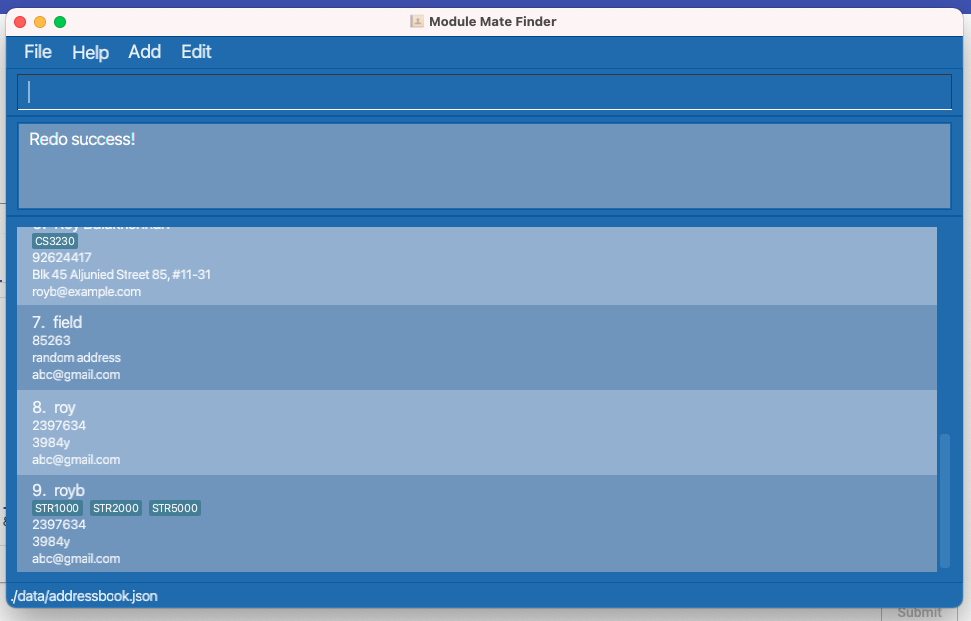 Module Mate Finder
File Help Add Edit
Redo success!
CS3230
92624417
Blk 45 Aljunied Street 85, #11-31
royb@example.com
7. field
85263
random address
abc@gmail.com
8. roy
2397634
3984y
abc@gmail.com
9. royb
STR1000 STR2000 STR5000
2397634
3984y
abc@gmail.com
./data/addressbook.json
Submit